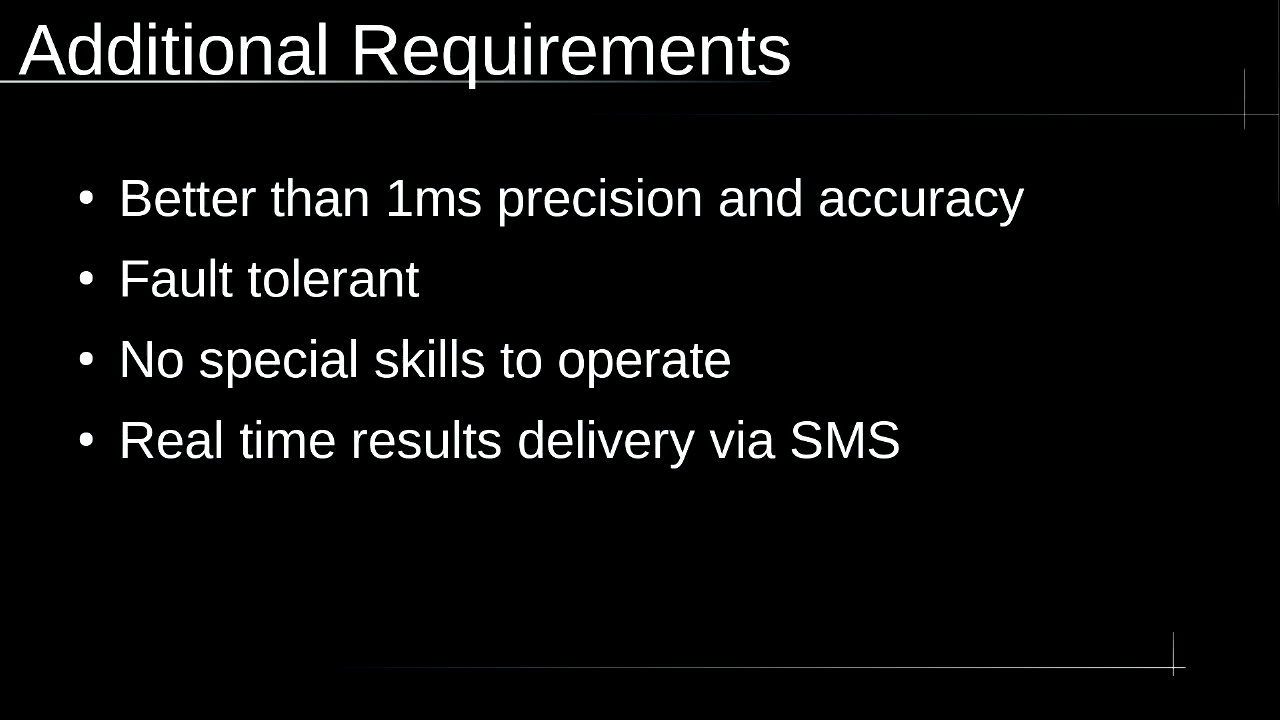 Additional Requirements
• Better than 1ms precision and accuracy
• Fault tolerant
• No special skills to operate
• Real time results delivery via SMS